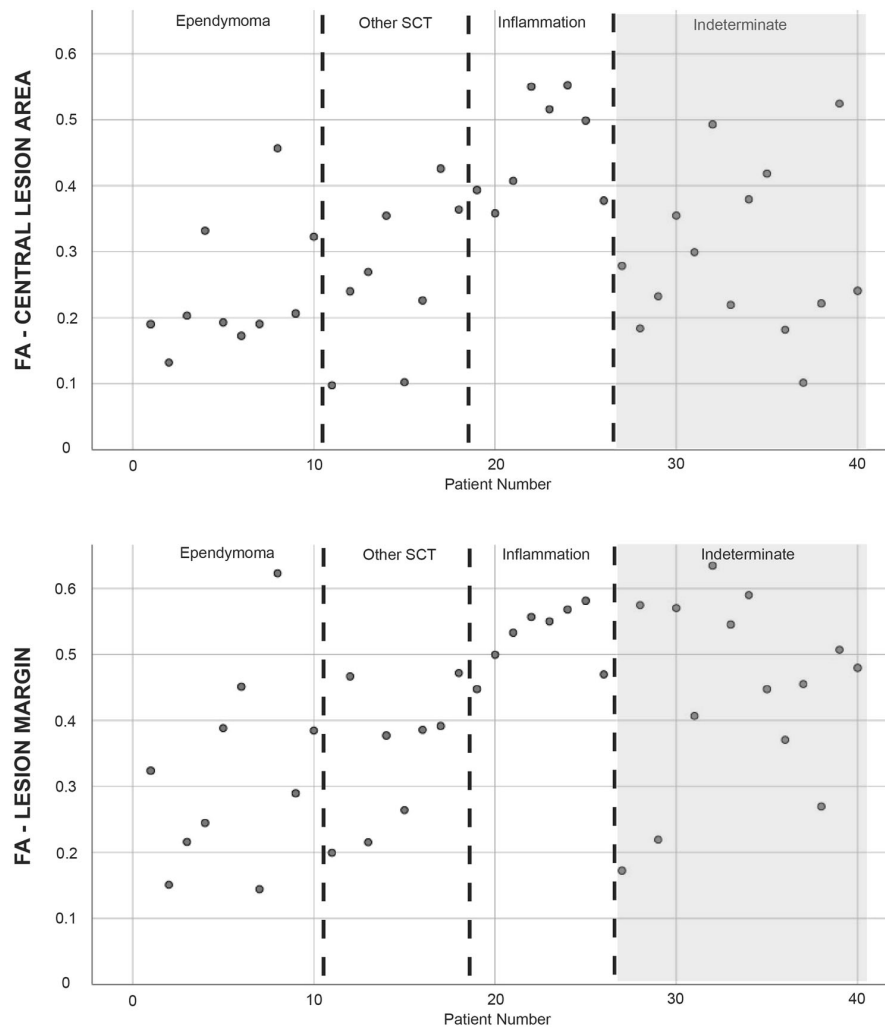 Ependymoma Other SCT Inflammation Indeterminate
FA - CENTRAL LESION AREA
0.6
0.5
0.4
0.3
0.2
0.1
0
0 10 20 30 40
Patient Number
Ependymoma Other SCT Inflammation Indeterminate
FA - LESION MARGIN
0.6
0.5
0.4
0.3
0.2
0.1
0
0 10 20 30 40
Patient Number